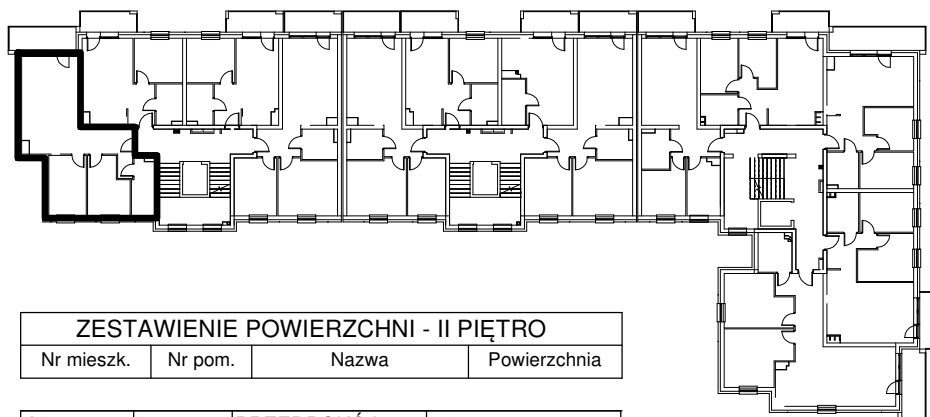 ZESTAWIENIE POWIERZCHNI - II PIĘTRO
Nr mieszk. Nr pom. Nazwa Powierzchnia